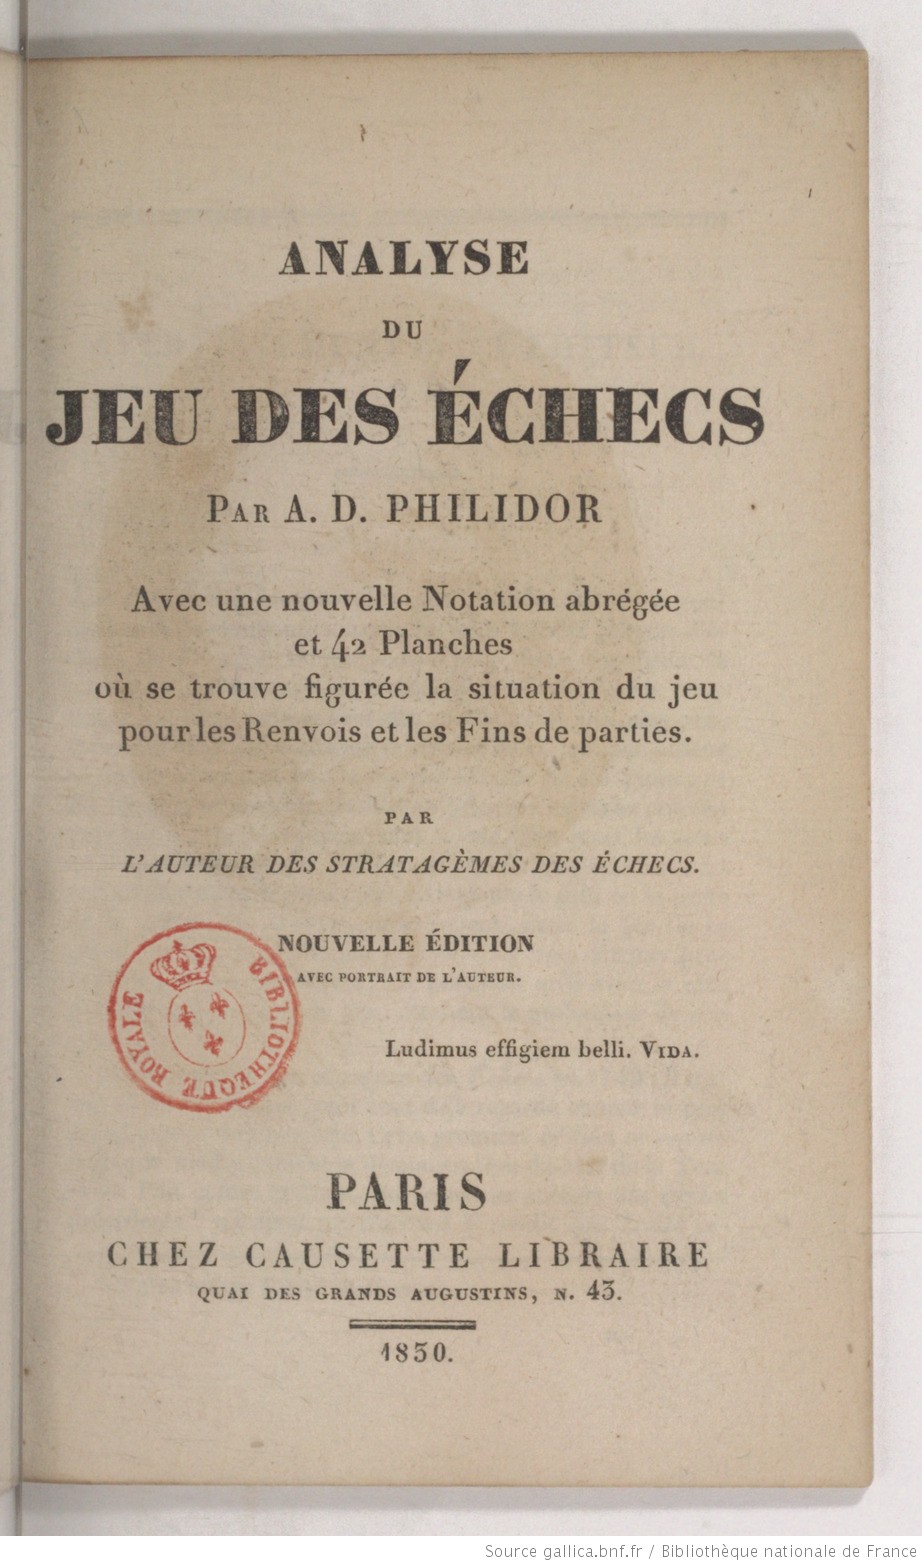 ANALYSE
DU
JEU DES ÉCHECS
PAR A. D. PHILIDOR
Avec une nouvelle Notation abrégée
et 42 Planches
où se trouve figurée la situation du jeu
pour les Renvois et les Fins de parties.
PAR
L'AUTEUR DES STRATAGÈMES DES ÉCHECS.
NOUVELLE ÉDITION
AVEC PORTRAIT DE L'AUTEUR.
BIBLIOTHEQUE ROYALE
Ludimus effigiem belli. VIDA.
PARIS
CHEZ CAUSETTE LIBRAIRE
QUAI DES GRANDS AUGUSTINS, N. 43.
1830.
Source gallica.bnf.fr / Bibliothèque nationale de France